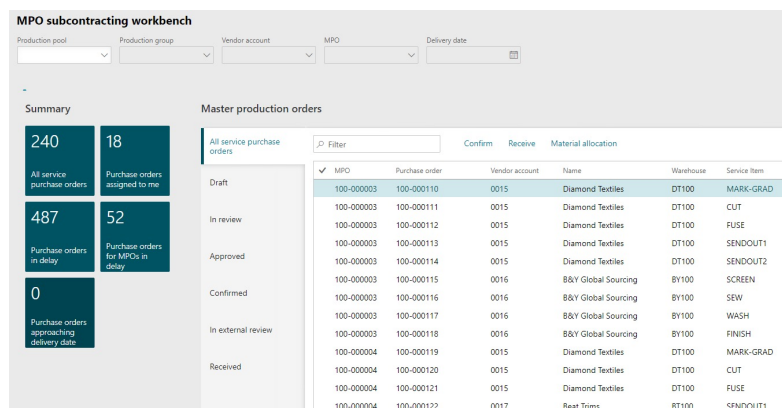 MPO subcontracting workbench
Production pool Production group Vendor account MPO Delivery date
Summary
240
All service
purchase orders
18
Purchase orders
assigned to me
487
Purchase orders
in delay
52
Purchase orders
for MPOs in
delay
0
Purchase orders
approaching
delivery date
Master production orders
All service purchase
orders
Draft
In review
Approved
Confirmed
In external review
Received
Filter Confirm Receive Material allocation
MPO Purchase order Vendor account Name Warehouse Service Item
100-000003 100-000110 0015 Diamond Textiles DT100 MARK-GRAD
100-000003 100-000111 0015 Diamond Textiles DT100 CUT
100-000003 100-000112 0015 Diamond Textiles DT100 FUSE
100-000003 100-000113 0015 Diamond Textiles DT100 SENDOUT1
100-000003 100-000114 0015 Diamond Textiles DT100 SENDOUT2
100-000003 100-000115 0016 B&Y Global Sourcing BY100 SCREEN
100-000003 100-000116 0016 B&Y Global Sourcing BY100 SEW
100-000003 100-000117 0016 B&Y Global Sourcing BY100 WASH
100-000003 100-000118 0016 B&Y Global Sourcing BY100 FINISH
100-000004 100-000119 0015 Diamond Textiles DT100 MARK-GRAD
100-000004 100-000120 0015 Diamond Textiles DT100 CUT
100-000004 100-000121 0015 Diamond Textiles DT100 FUSE
100-000004 100-000122 0017 Beat Trims BT100 SENDOUT1